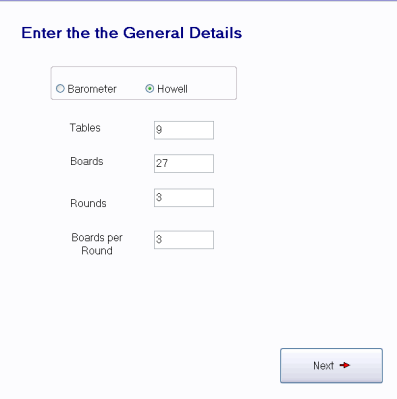 Enter the the General Details
Barometer Howell
Tables 9
Boards 27
Rounds 3
Boards per Round 3
Next